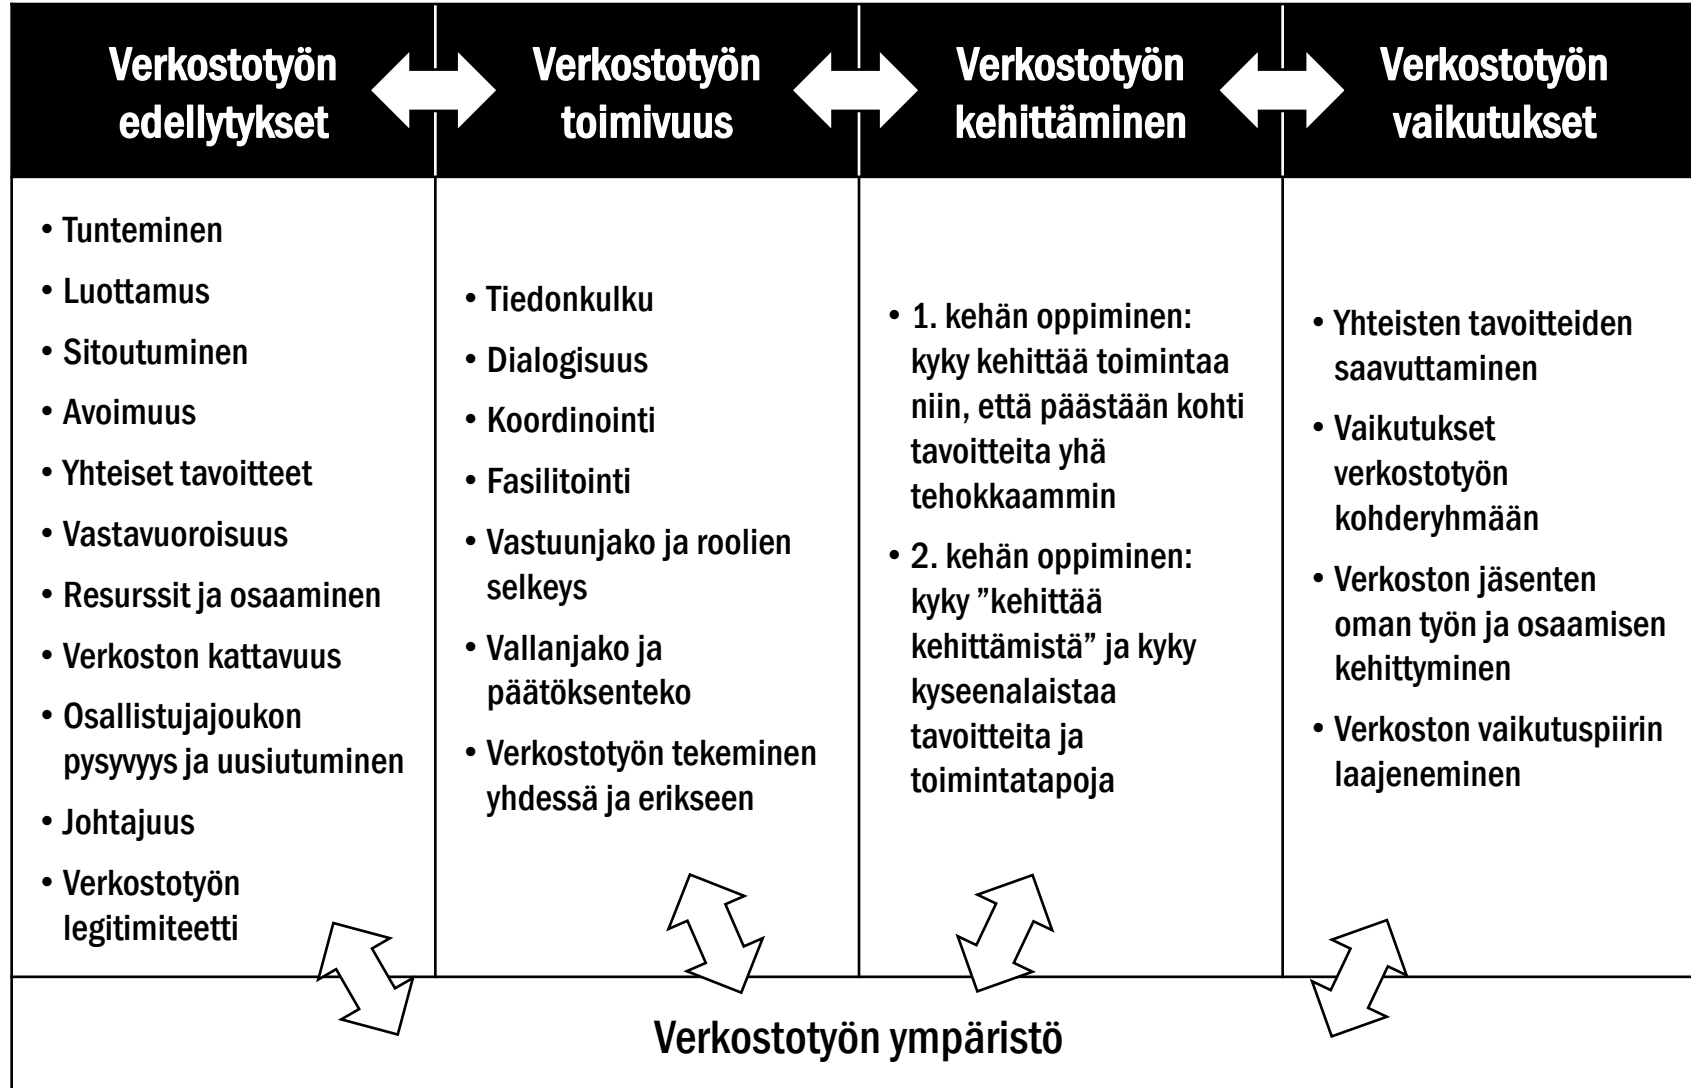 Verkostotyön
edellytykset
Verkostotyön
toimivuus
Verkostotyön
kehittäminen
Verkostotyön
vaikutukset
• Tunteminen
• Luottamus
• Sitoutuminen
• Avoimuus
• Yhteiset tavoitteet
• Vastavuoroisuus
• Resurssit ja osaaminen
• Verkoston kattavuus
• Osallistujajoukon
pysyvyys ja uusiutuminen
• Johtajuus
• Verkostotyön
legitimiteetti
• Tiedonkulku
• Dialogisuus
• Koordinointi
• Fasilitointi
• Vastuunjako ja roolien
selkeys
• Vallanjako ja
päätöksenteko
• Verkostotyön tekeminen
yhdessä ja erikseen
• 1. kehän oppiminen:
kyky kehittää toimintaa
niin, että päästään kohti
tavoitteita yhä
tehokkaammin
• 2. kehän oppiminen:
kyky ”kehittää
kehittämistä” ja kyky
kyseenalaistaa
tavoitteita ja
toimintatapoja
• Yhteisten tavoitteiden
saavuttaminen
• Vaikutukset
verkostotyön
kohderyhmään
• Verkoston jäsenten
oman työn ja osaamisen
kehittyminen
• Verkoston vaikutuspiirin
laajeneminen
Verkostotyön ympäristö